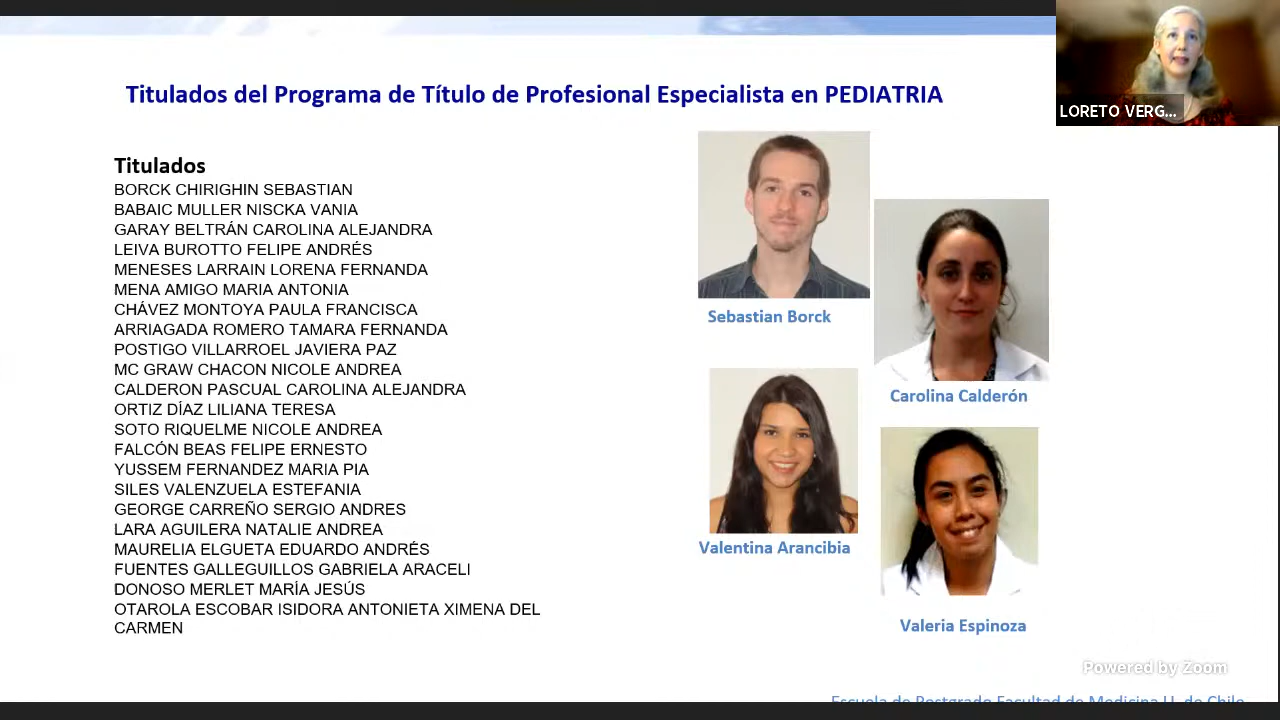 Titulados del Programa de Título de Profesional Especialista en PEDIATRIA
LORETO VERG...
Titulados
BORCK CHIRIGHIN SEBASTIAN
BABAIC MULLER NISCKA VANIA
GARAY BELTRÁN CAROLINA ALEJANDRA
LEIVA BUROTTO FELIPE ANDRÉS
MENESES LARRAIN LORENA FERNANDA
MENA AMIGO MARIA ANTONIA
CHÁVEZ MONTOYA PAULA FRANCISCA
ARRIAGADA ROMERO TAMARA FERNANDA
POSTIGO VILLARROEL JAVIERA PAZ
MC GRAW CHACON NICOLE ANDREA
CALDERON PASCUAL CAROLINA ALEJANDRA
ORTIZ DÍAZ LILIANA TERESA
SOTO RIQUELME NICOLE ANDREA
FALCÓN BEAS FELIPE ERNESTO
YUSSEM FERNANDEZ MARIA PIA
SILES VALENZUELA ESTEFANIA
GEORGE CARREÑO SERGIO ANDRES
LARA AGUILERA NATALIE ANDREA
MAURELIA ELGUETA EDUARDO ANDRÉS
FUENTES GALLEGUILLOS GABRIELA ARACELI
DONOSO MERLET MARÍA JESÚS
OTAROLA ESCOBAR ISIDORA ANTONIETA XIMENA DEL
CARMEN
Sebastian Borck
Carolina Calderón
Valentina Arancibia
Valeria Espinoza
Powered by Zoom
Escuela de Postgrado Facultad de Medicina U. de Chile